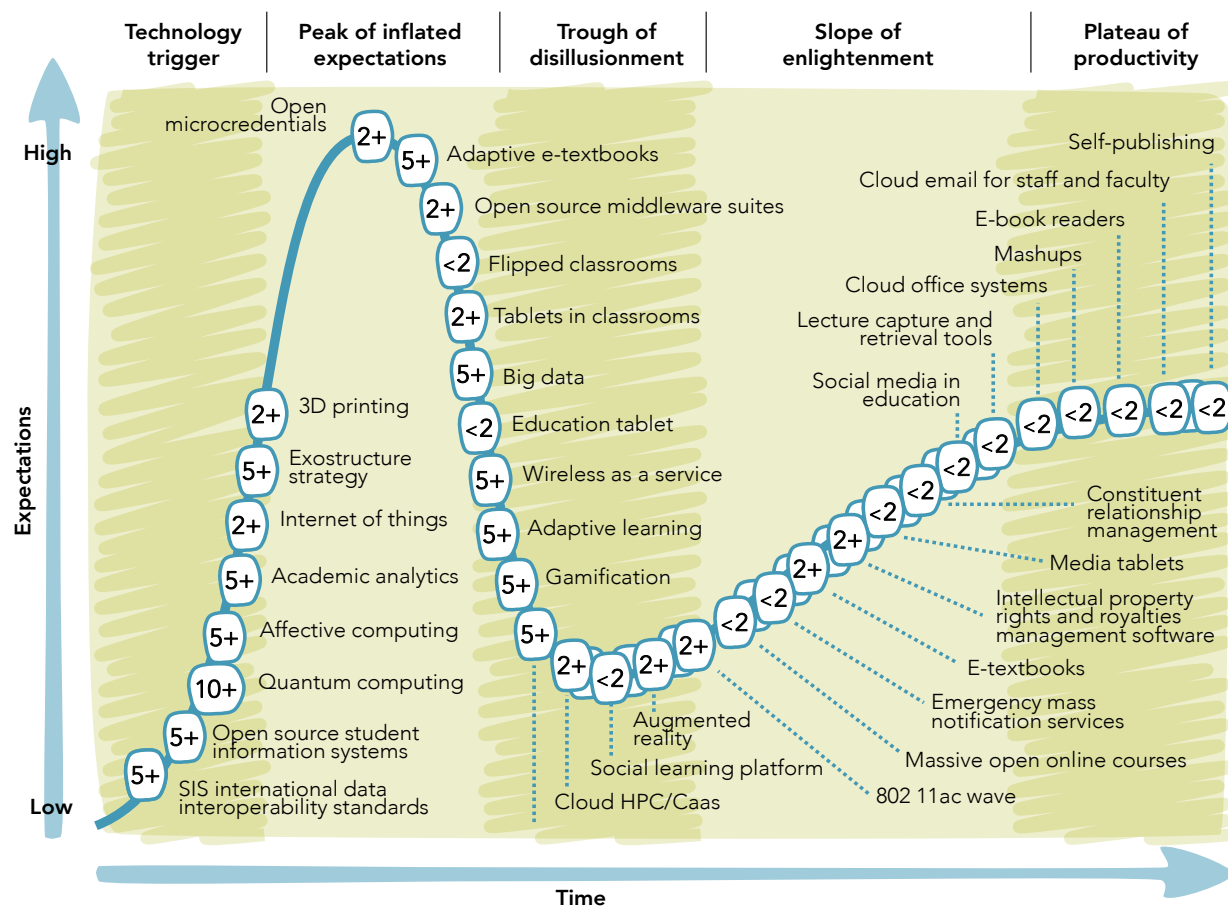 Technology
trigger
Peak of inflated
expectations
Trough of
disillusionment
Slope of
enlightenment
Plateau of
productivity
High
Expectations
Low
Time
5+
SIS international data
interoperability standards
5+
Open source student
information systems
10+
Quantum computing
5+
Affective computing
5+
Academic analytics
2+
Internet of things
5+
Exostructure
strategy
2+
3D printing
Open
microcredentials
2+
5+
Adaptive e-textbooks
2+
Open source middleware suites
<2
Flipped classrooms
2+
Tablets in classrooms
5+
Big data
<2
Education tablet
5+
Wireless as a service
5+
Adaptive learning
5+
Gamification
5+
2+
Cloud HPC/Caas
<2
Social learning platform
2+
Augmented
reality
2+
802 11ac wave
<2
Massive open online courses
<2
Emergency mass
notification services
2+
E-textbooks
2+
Intellectual property
rights and royalties
management software
<2
Media tablets
<2
Constituent
relationship
management
<2
Social media in
education
<2
Lecture capture and
retrieval tools
<2
Cloud office systems
<2
Mashups
<2
E-book readers
<2
Cloud email for staff and faculty
<2
Self-publishing